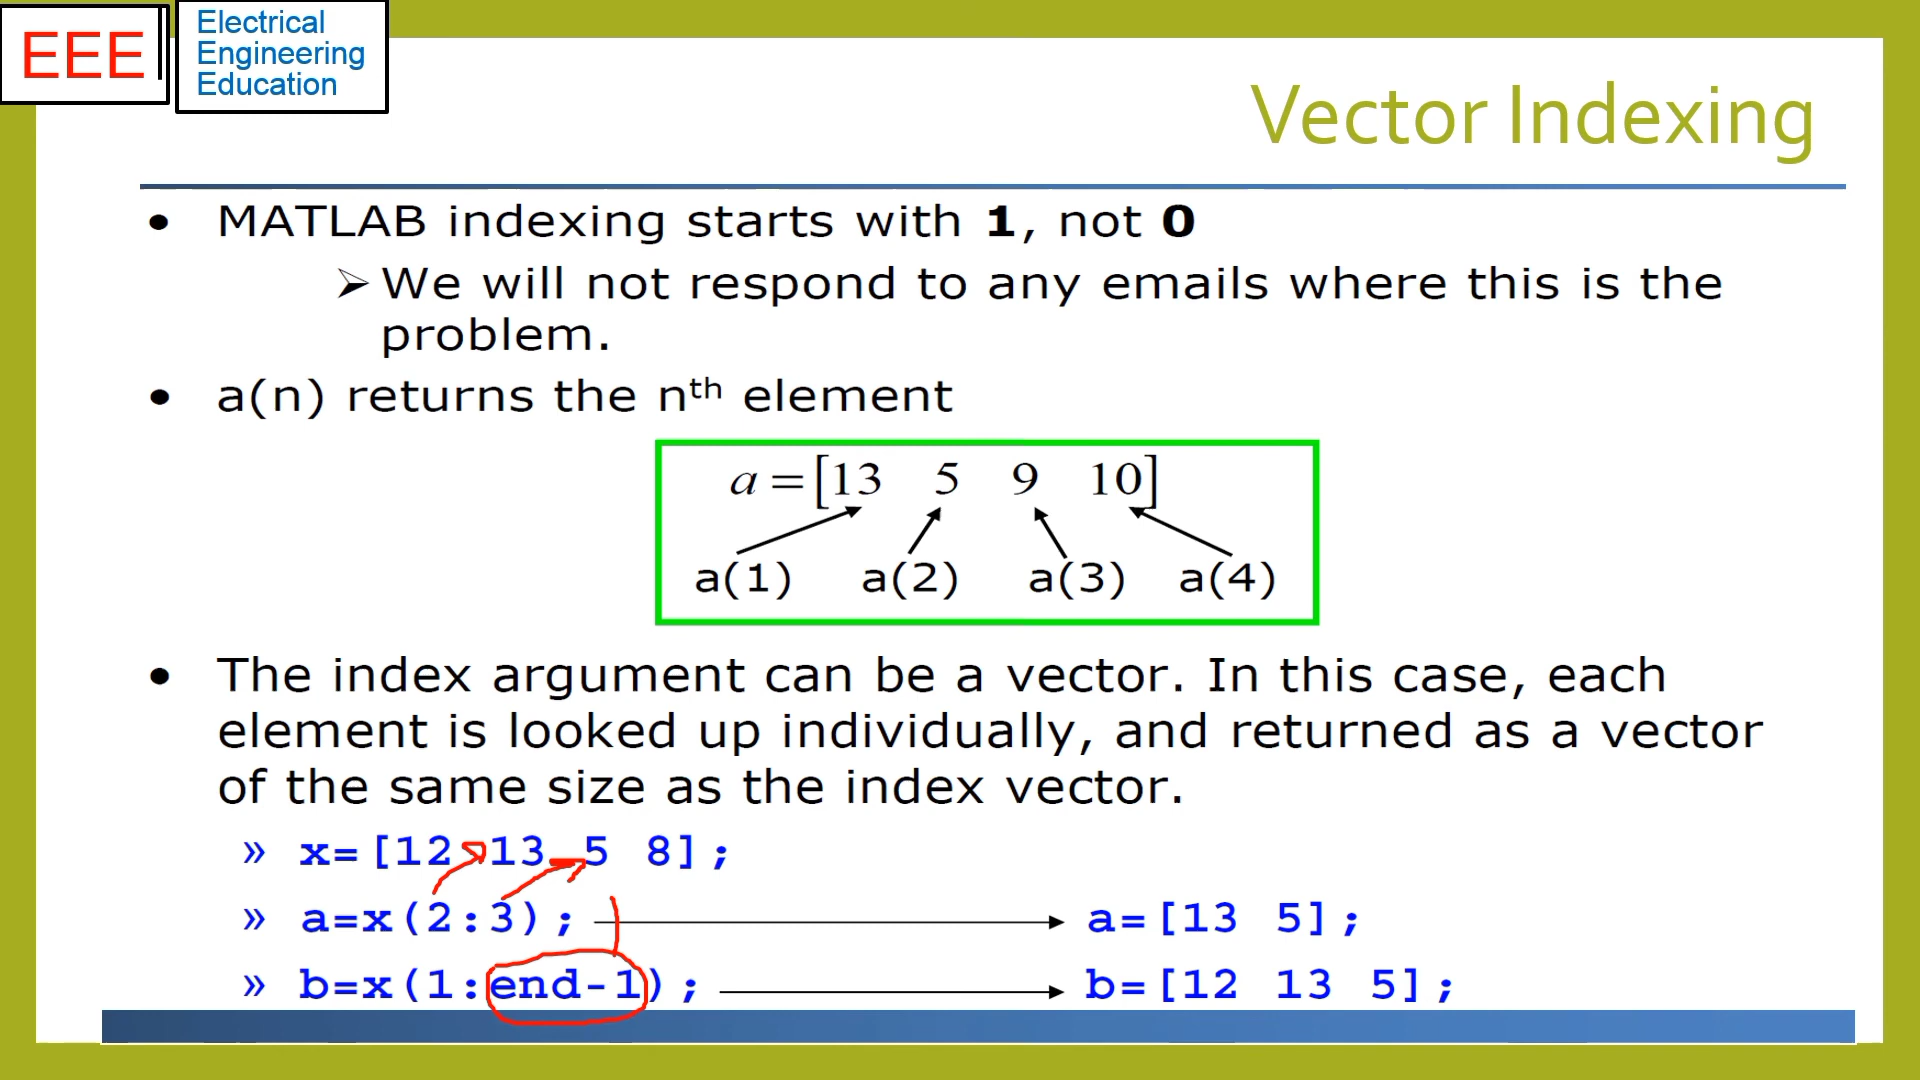 EEE
Electrical
Engineering
Education
Vector Indexing
• MATLAB indexing starts with 1, not 0
➢ We will not respond to any emails where this is the
problem.
• a(n) returns the nth element
a = [13 5 9 10]
a(1) a(2) a(3) a(4)
• The index argument can be a vector. In this case, each
element is looked up individually, and returned as a vector
of the same size as the index vector.
» x=[12 13 5 8];
» a=x(2:3); a=[13 5];
» b=x(1:end-1); b=[12 13 5];